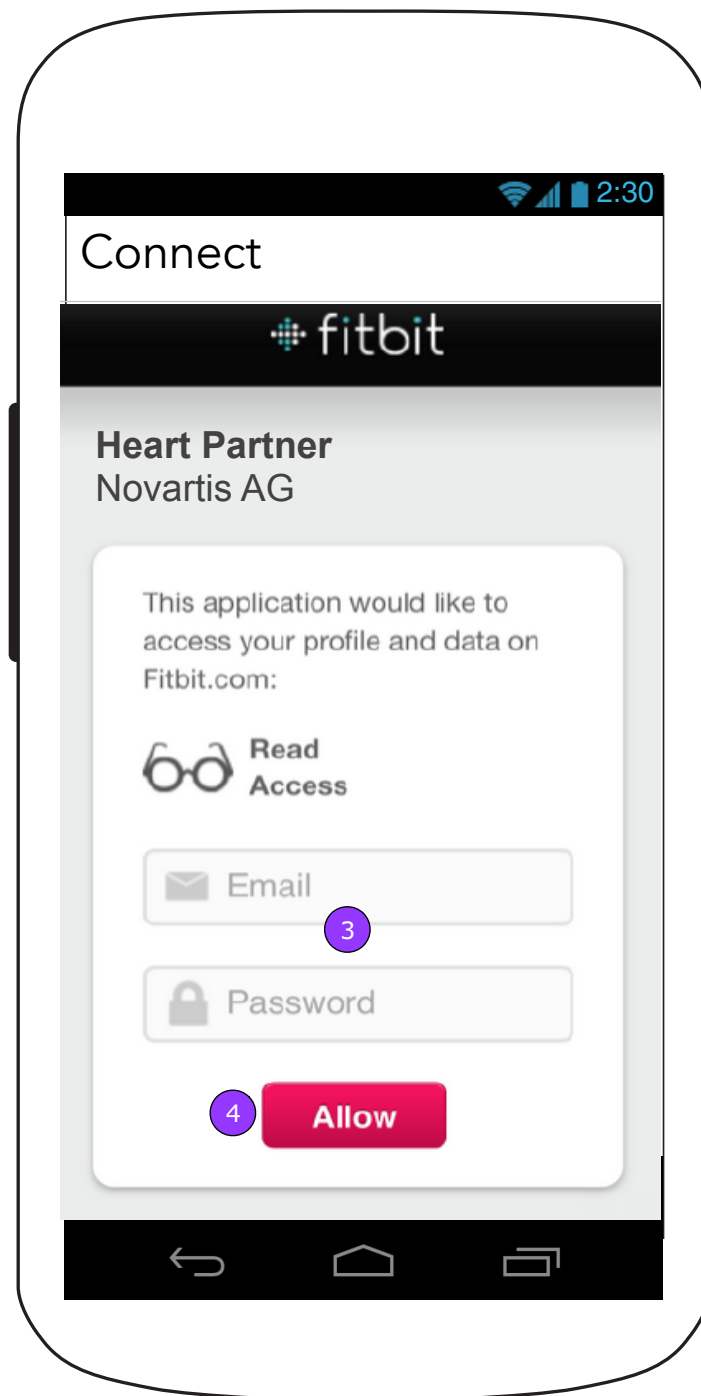 2:30
Connect
fitbit
Heart Partner
Novartis AG
This application would like to
access your profile and data on
Fitbit.com:
Read
Access
Email
3
Password
4
Allow